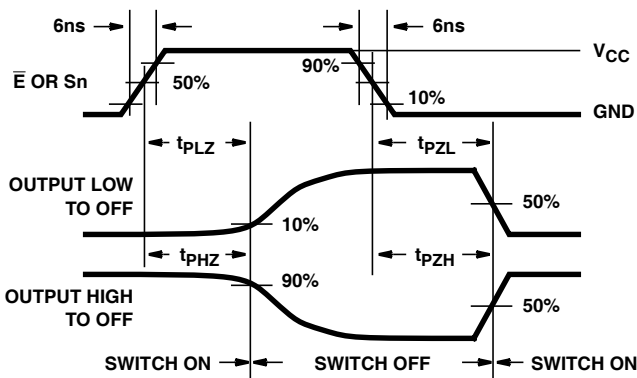 6ns
6ns
VCC
90%
E̅ OR Sn
50%
10%
GND
tPLZ
tPZL
OUTPUT LOW
TO OFF
50%
10%
tPHZ
tPZH
90%
OUTPUT HIGH
TO OFF
50%
SWITCH ON
SWITCH OFF
SWITCH ON